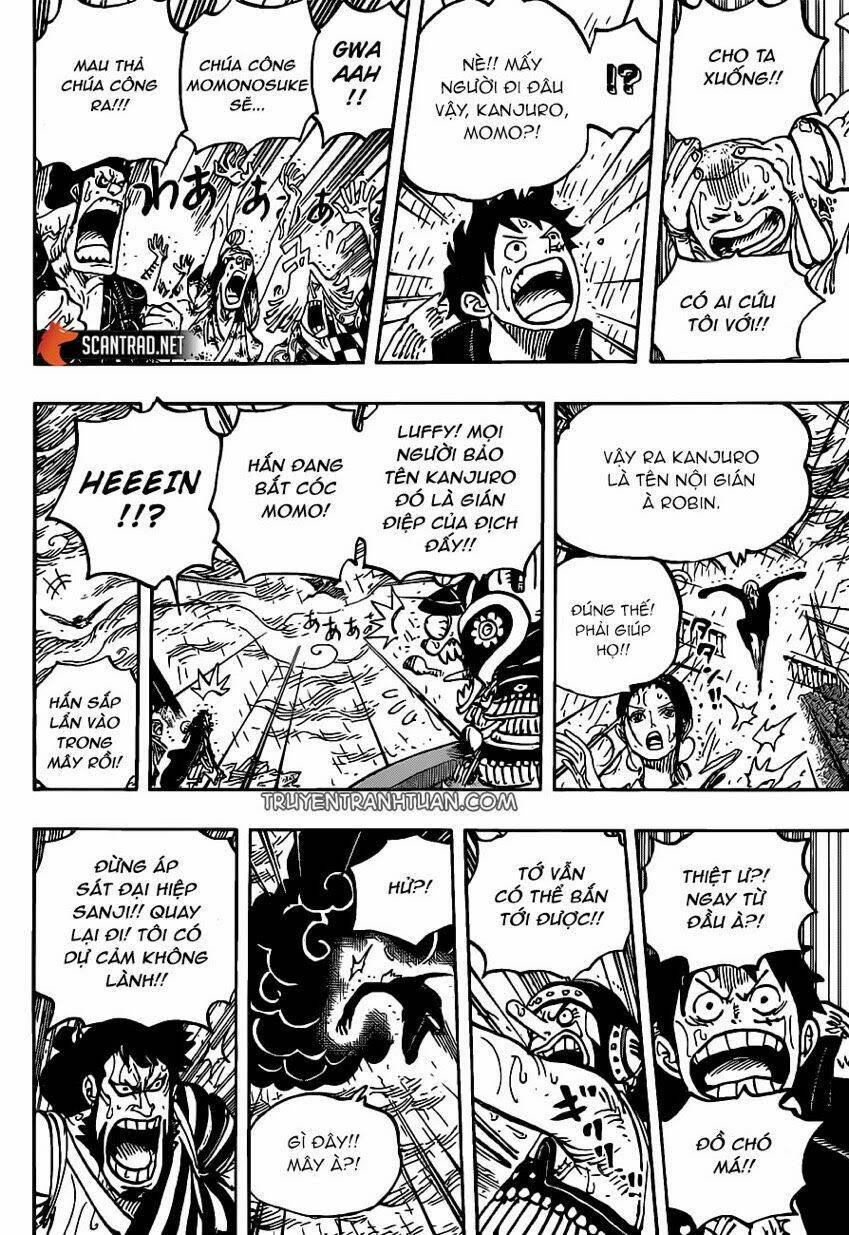 CHO TA
XUỐNG!!
CÓ AI CỨU
TÔI VỚI!!
!?
NÈ!! MẤY
NGƯỜI ĐI ĐÂU
VẬY, KANJURO,
MOMO?!
GWA
AAH
!!
CHÚA CÔNG
MOMONOSUKE
SẼ...
MAU THẢ
CHÚA CÔNG
RA!!!
SCANTRAD.NET
VẬY RA KANJURO
LÀ TÊN NỘI GIÁN
À ROBIN.
ĐÚNG THẾ!
PHẢI GIÚP
HỌ!!
LUFFY! MỌI
NGƯỜI BẢO
TÊN KANJURO
ĐÓ LÀ GIÁN
ĐIỆP CỦA ĐỊCH
ĐẤY!!
HẮN ĐANG
BẮT CÓC
MOMO!
HEEEIN
!!?
HẮN SẮP
LẨN VÀO
TRONG
MÂY RỒI!
TRUYENTRANHTUAN.COM
THIỆT Ư?!
NGAY TỪ
ĐẦU À?!
ĐỒ CHÓ
MÁ!!
TỚ VẪN
CÓ THỂ BẮN
TỚI ĐƯỢC!!
HỬ?!
GÌ ĐÂY!!
MÂY À?!
ĐỪNG ÁP
SÁT ĐẠI HIỆP
SANJI!! QUAY
LẠI ĐI! TÔI CÓ
DỰ CẢM KHÔNG
LÀNH!!